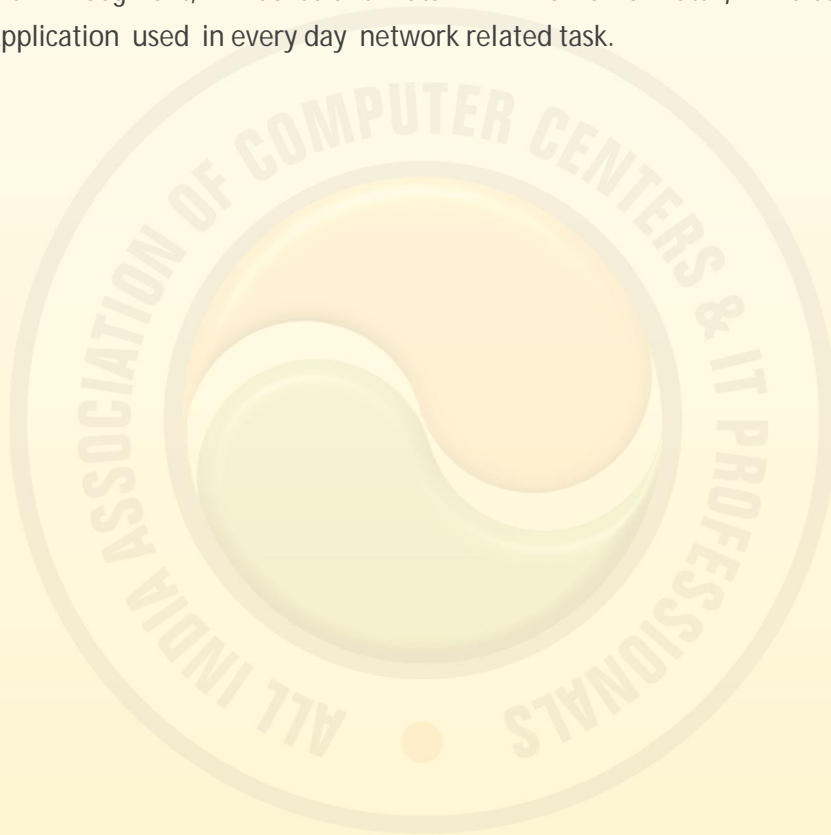 pplication used in every day network related task.
ALL INDIA ASSOCIATION OF COMPUTER CENTERS & IT PROFESSIONALS